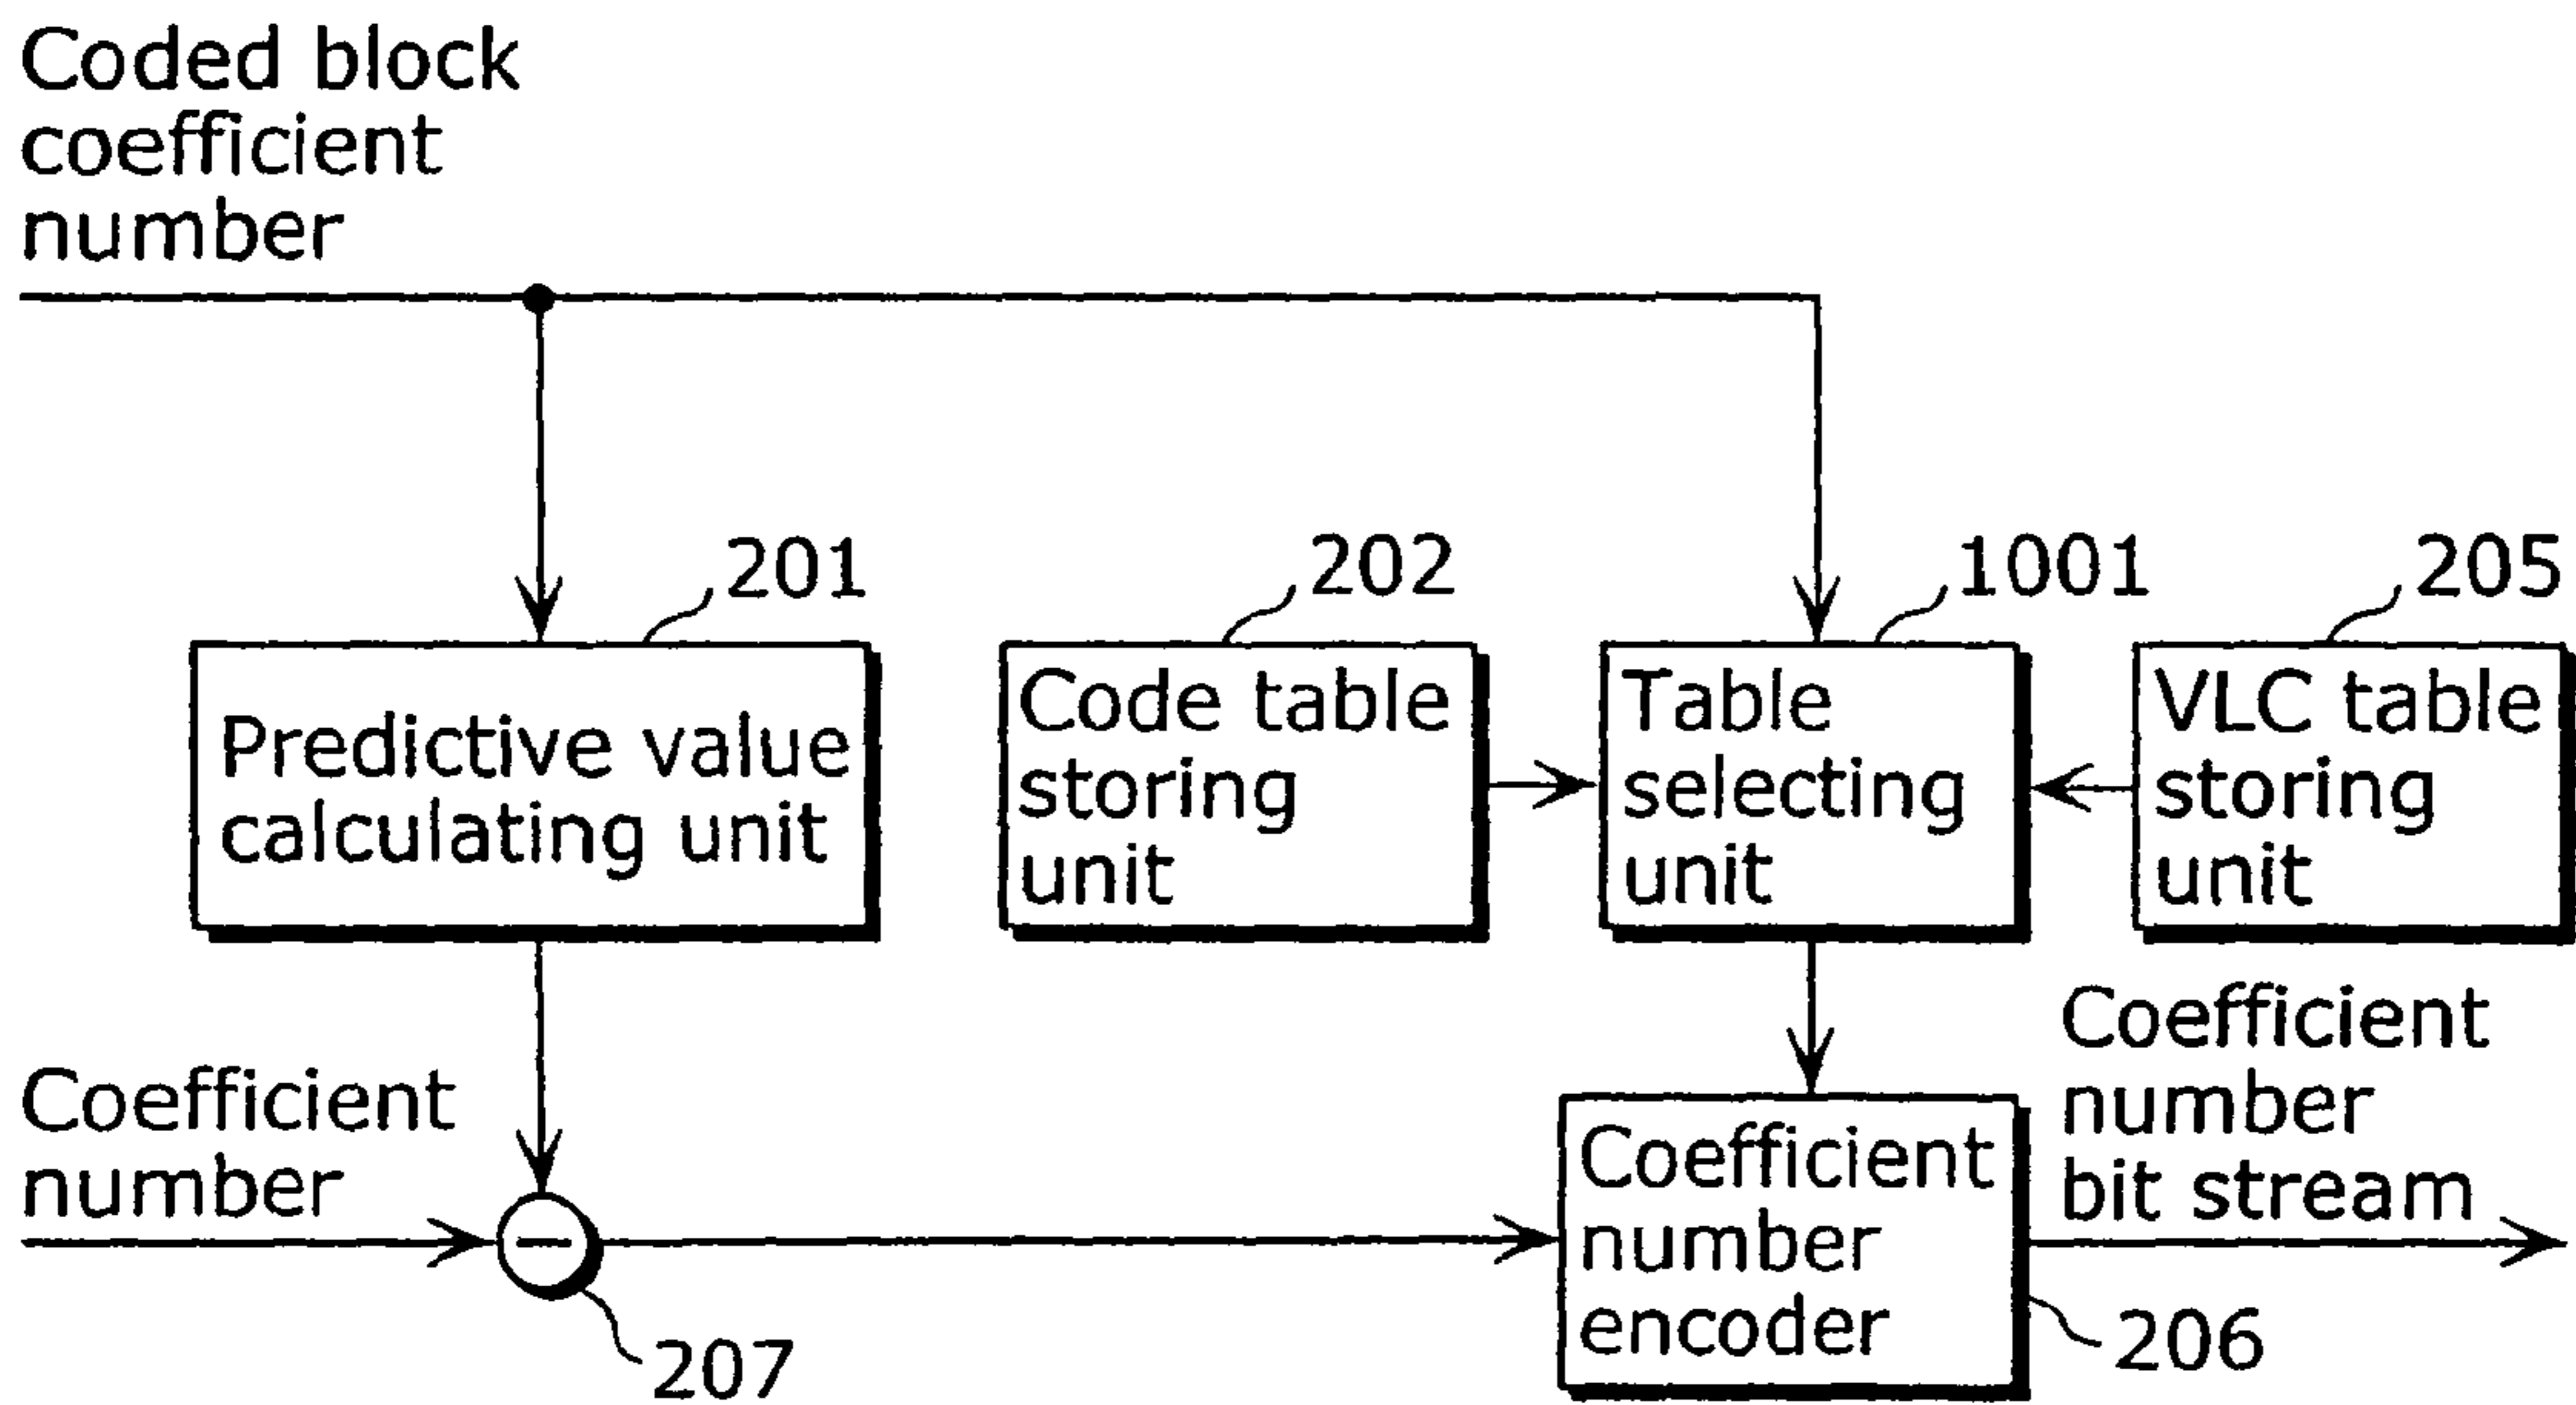 Coded block
coefficient
number
201
202
1001
205
Predictive value
calculating unit
Code table
storing
unit
Table
selecting
unit
VLC table
storing
unit
Coefficient
number
Coefficient
number
encoder
Coefficient
number
bit stream
207
206